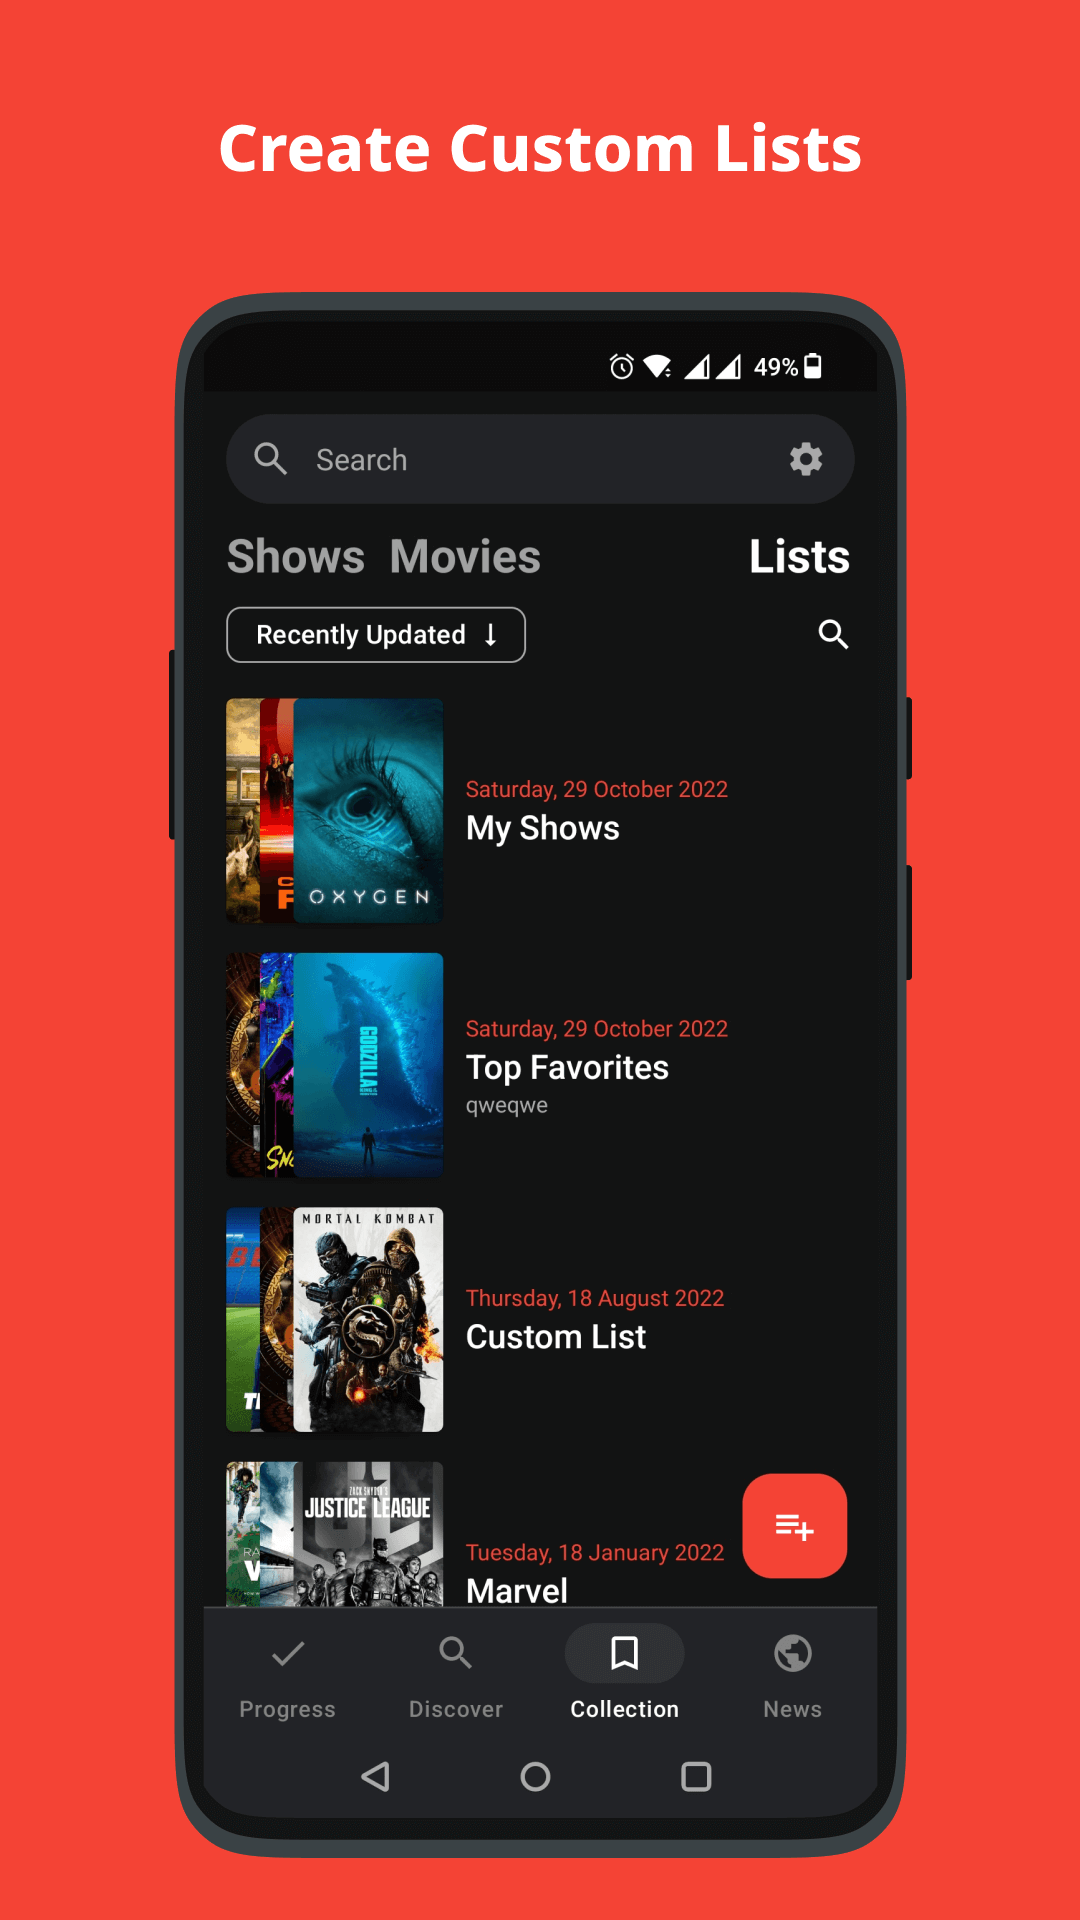 Create Custom Lists
49%
Search
Shows Movies Lists
Recently Updated ↓
OXYGEN
Saturday, 29 October 2022
My Shows
GODZILLA
Saturday, 29 October 2022
Top Favorites
qweqwe
MORTAL KOMBAT
Thursday, 18 August 2022
Custom List
ZACK SNYDER'S
JUSTICE LEAGUE
Tuesday, 18 January 2022
Marvel
Progress Discover Collection News